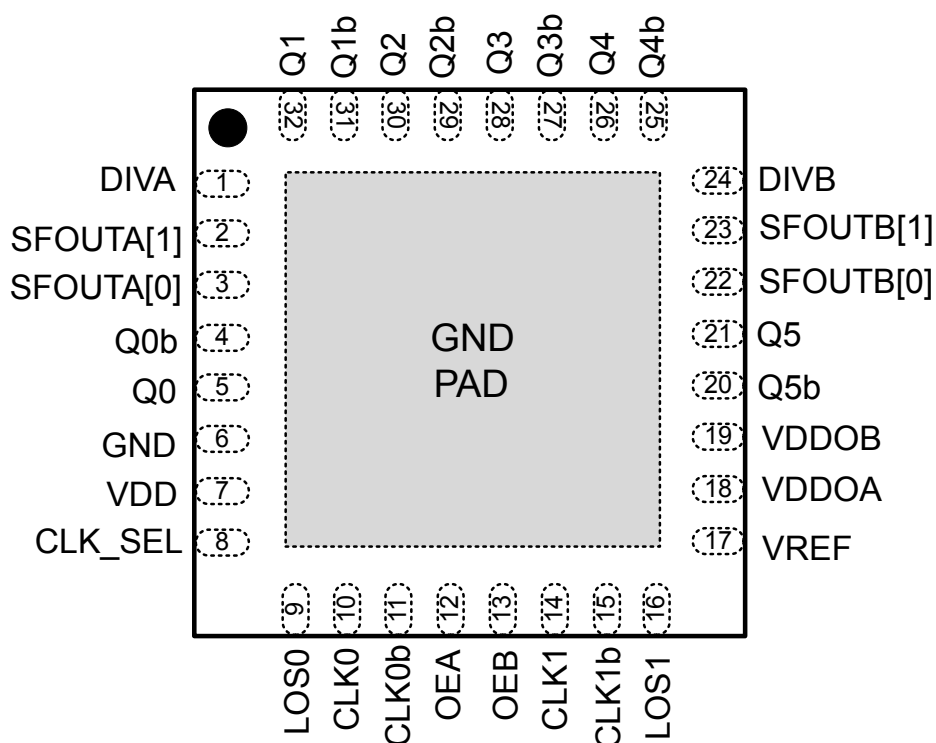 Q1
Q1b
Q2
Q2b
Q3
Q3b
Q4
Q4b
32
31
30
29
28
27
26
25
DIVA
1
SFOUTA[1]
2
SFOUTA[0]
3
Q0b
4
Q0
5
GND
6
VDD
7
CLK_SEL
8
GND
PAD
24
DIVB
23
SFOUTB[1]
22
SFOUTB[0]
21
Q5
20
Q5b
19
VDDOB
18
VDDOA
17
VREF
9
10
11
12
13
14
15
16
LOS0
CLK0
CLK0b
OEA
OEB
CLK1
CLK1b
LOS1